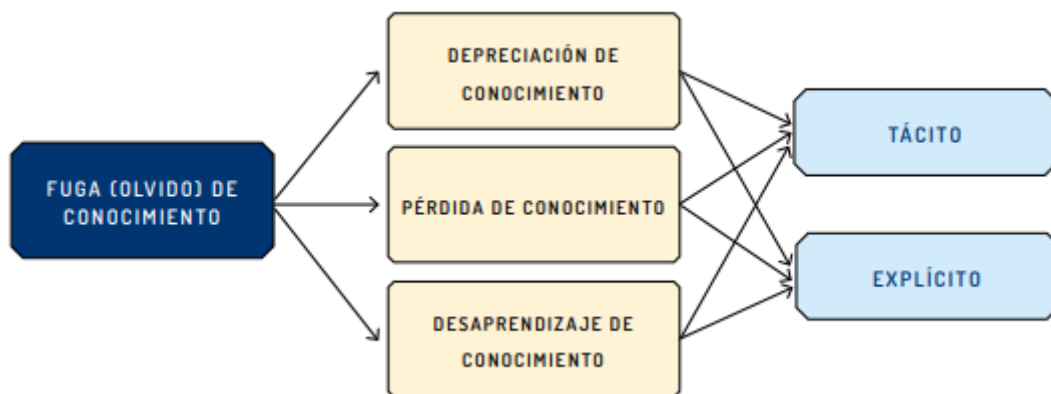 DEPRECIACIÓN DE
CONOCIMIENTO
TÁCITO
FUGA (OLVIDO) DE
CONOCIMIENTO
PÉRDIDA DE CONOCIMIENTO
EXPLÍCITO
DESAPRENDIZAJE DE
CONOCIMIENTO